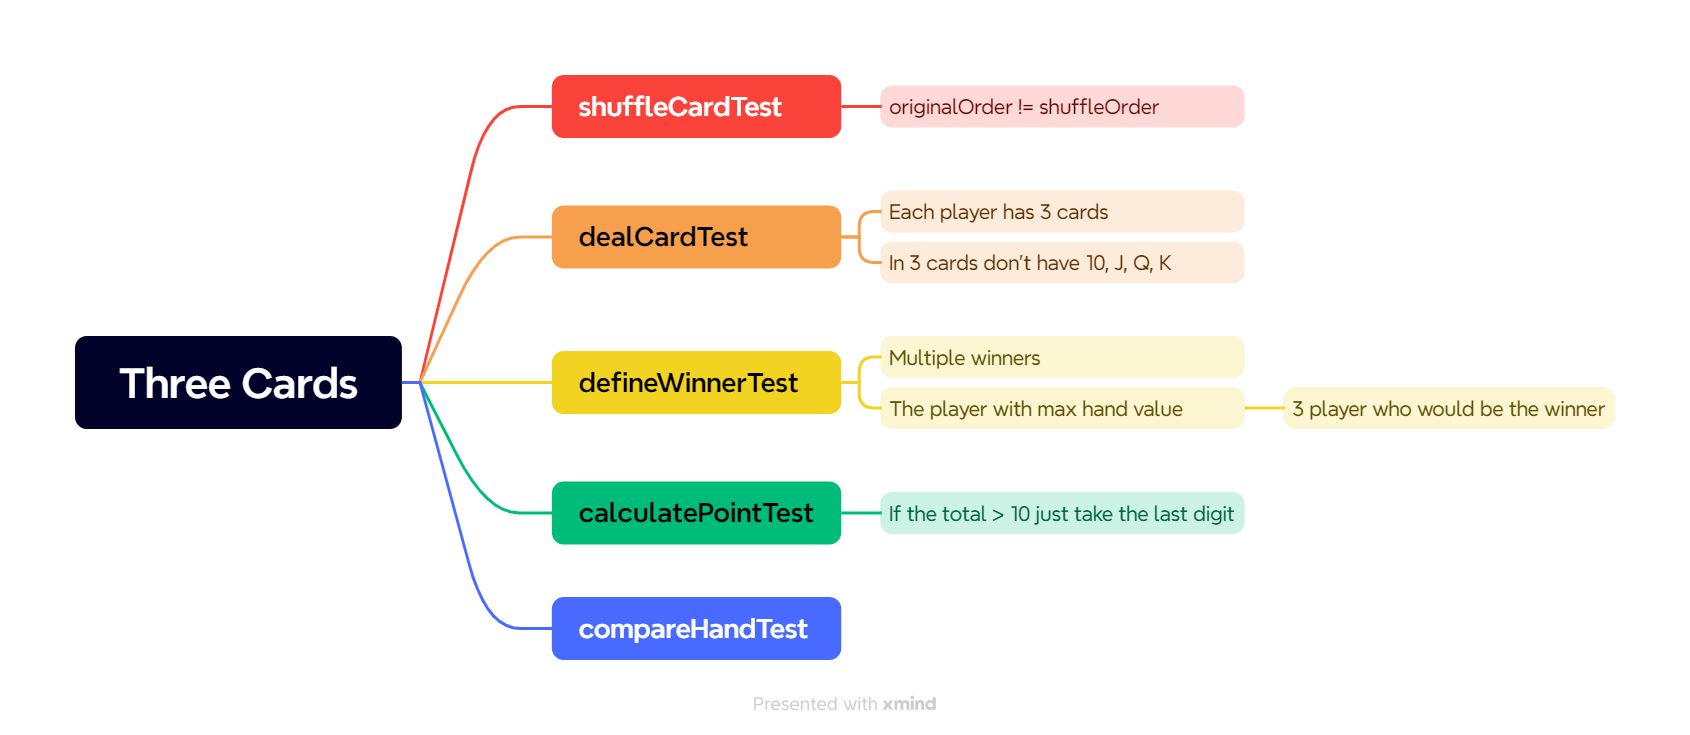 shuffleCardTest
originalOrder != shuffleOrder
dealCardTest
Each player has 3 cards
In 3 cards don't have 10, J, Q, K
Three Cards
defineWinnerTest
Multiple winners
The player with max hand value
3 player who would be the winner
calculatePointTest
If the total > 10 just take the last digit
compareHandTest
Presented with xmind